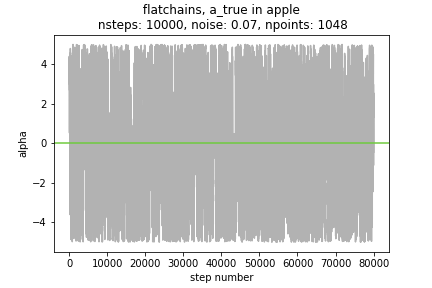 flatchains, a_true in apple
nsteps: 10000, noise: 0.07, npoints: 1048
4
2
0
−2
−4
alpha
0 10000 20000 30000 40000 50000 60000 70000 80000
step number